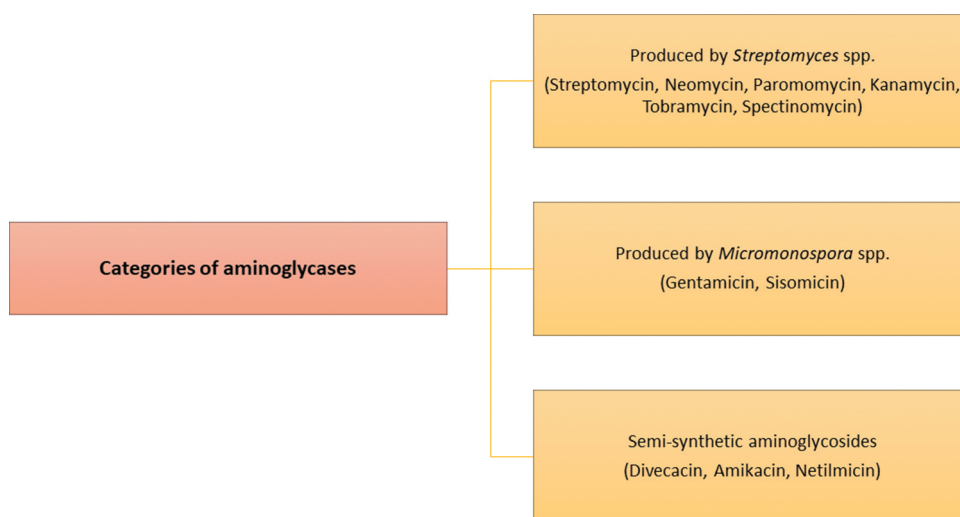 Categories of aminoglycases
Produced by Streptomyces spp.
(Streptomycin, Neomycin, Paromomycin, Kanamycin,
Tobramycin, Spectinomycin)
Produced by Micromonospora spp.
(Gentamicin, Sisomicin)
Semi-synthetic aminoglycosides
(Divecacin, Amikacin, Netilmicin)